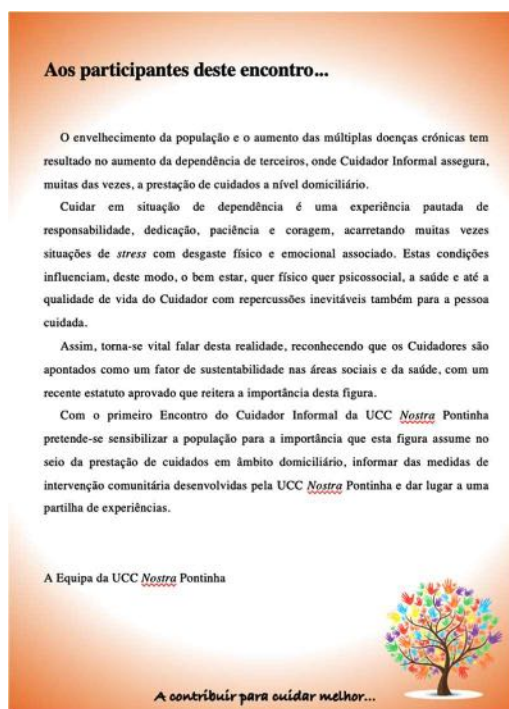 Aos participantes deste encontro...
O envelhecimento da população e o aumento das múltiplas doenças crónicas tem
resultado no aumento da dependência de terceiros, onde Cuidador Informal assegura,
muitas das vezes, a prestação de cuidados a nível domiciliário.
Cuidar em situação de dependência é uma experiência pautada de
responsabilidade, dedicação, paciência e coragem, acarretando muitas vezes
situações de stress com desgaste físico e emocional associado. Estas condições
influenciam, deste modo, o bem estar, quer físico quer psicossocial, a saúde e até a
qualidade de vida do Cuidador com repercussões inevitáveis também para a pessoa
cuidada.
Assim, torna-se vital falar desta realidade, reconhecendo que os Cuidadores são
apontados como um fator de sustentabilidade nas áreas sociais e da saúde, com um
recente estatuto aprovado que reitera a importância desta figura.
Com o primeiro Encontro do Cuidador Informal da UCC Nostra Pontinha
pretende-se sensibilizar a população para a importância que esta figura assume no
seio da prestação de cuidados em âmbito domiciliário, informar das medidas de
intervenção comunitária desenvolvidas pela UCC Nostra Pontinha e dar lugar a uma
partilha de experiências.
A Equipa da UCC Nostra Pontinha
A contribuir para cuidar melhor...